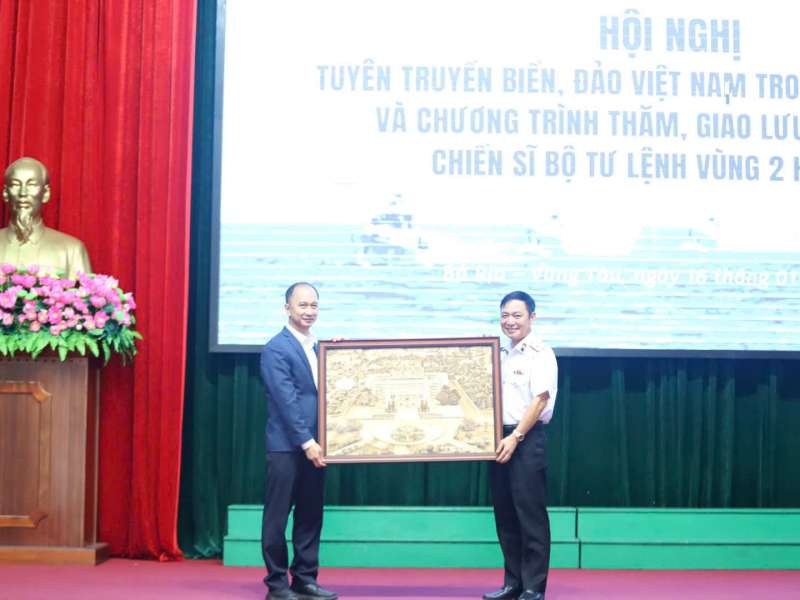 HỘI NGHỊ
TUYÊN TRUYỀN BIỂN, ĐẢO VIỆT NAM TRO
VÀ CHƯƠNG TRÌNH THĂM, GIAO LƯU
CHIẾN SĨ BỘ TƯ LỆNH VÙNG 2 H
Bà Rịa - Vũng Tàu, ngày 16 tháng 01